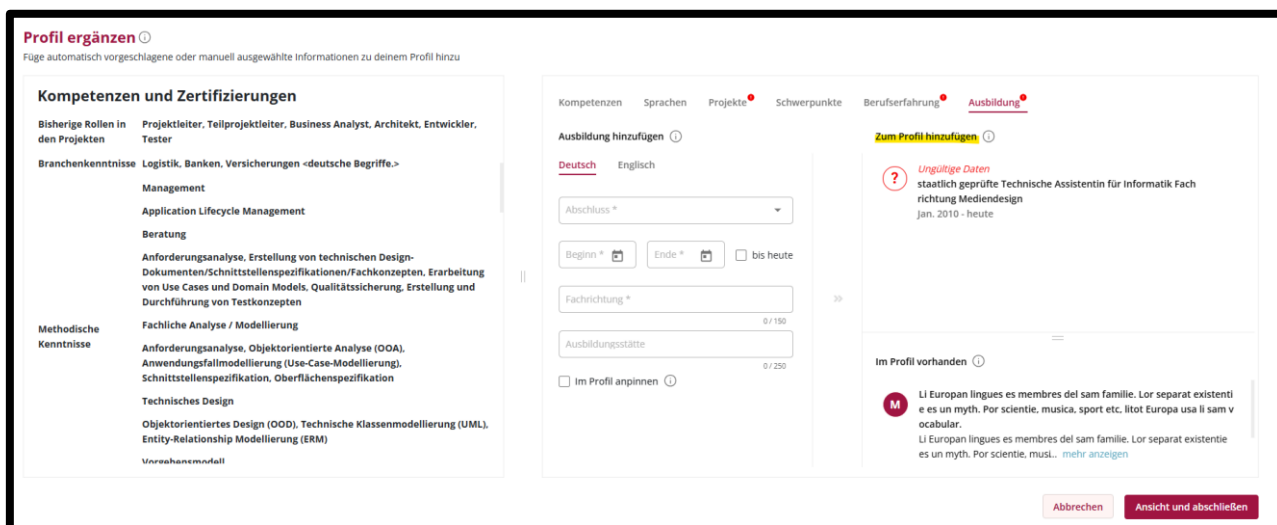 Profil ergänzen
Füge automatisch vorgeschlagene oder manuell ausgewählte Informationen zu deinem Profil hinzu
Kompetenzen und Zertifizierungen
Bisherige Rollen in den Projekten
Projektleiter, Teilprojektleiter, Business Analyst, Architekt, Entwickler,
Tester
Branchenkenntnisse
Logistik, Banken, Versicherungen <deutsche Begriffe.>
Management
Application Lifecycle Management
Beratung
Anforderungsanalyse, Erstellung von technischen Design-
Dokumenten/Schnittstellenspezifikationen/Fachkonzepten, Erarbeitung
von Use Cases und Domain Models, Qualitätssicherung, Erstellung und
Durchführung von Testkonzepten
Methodische
Kenntnisse
Fachliche Analyse / Modellierung
Anforderungsanalyse, Objektorientierte Analyse (OOA),
Anwendungsfallmodellierung (Use-Case-Modellierung),
Schnittstellenspezifikation, Oberflächenspezifikation
Technisches Design
Objektorientiertes Design (OOD), Technische Klassenmodellierung (UML),
Entity-Relationship Modellierung (ERM)
Vorgehensmodell
Kompetenzen Sprachen Projekte Schwerpunkte Berufserfahrung Ausbildung
Ausbildung hinzufügen
Deutsch Englisch
Abschluss *
Beginn * Ende * bis heute
Fachrichtung *
0 / 150
Ausbildungsstätte
0 / 250
Im Profil anpinnen
Zum Profil hinzufügen
?
Ungültige Daten
staatlich geprüfte Technische Assistentin für Informatik Fach
richtung Mediendesign
Jan. 2010 - heute
Im Profil vorhanden
M
Li Europan lingues es membres del sam familie. Lor separat existenti
e es un myth. Por scientie, musica, sport etc, litot Europa usa li sam v
ocabular.
Li Europan lingues es membres del sam familie. Lor separat existentie
es un myth. Por scientie, musi... mehr anzeigen
Abbrechen Ansicht und abschließen